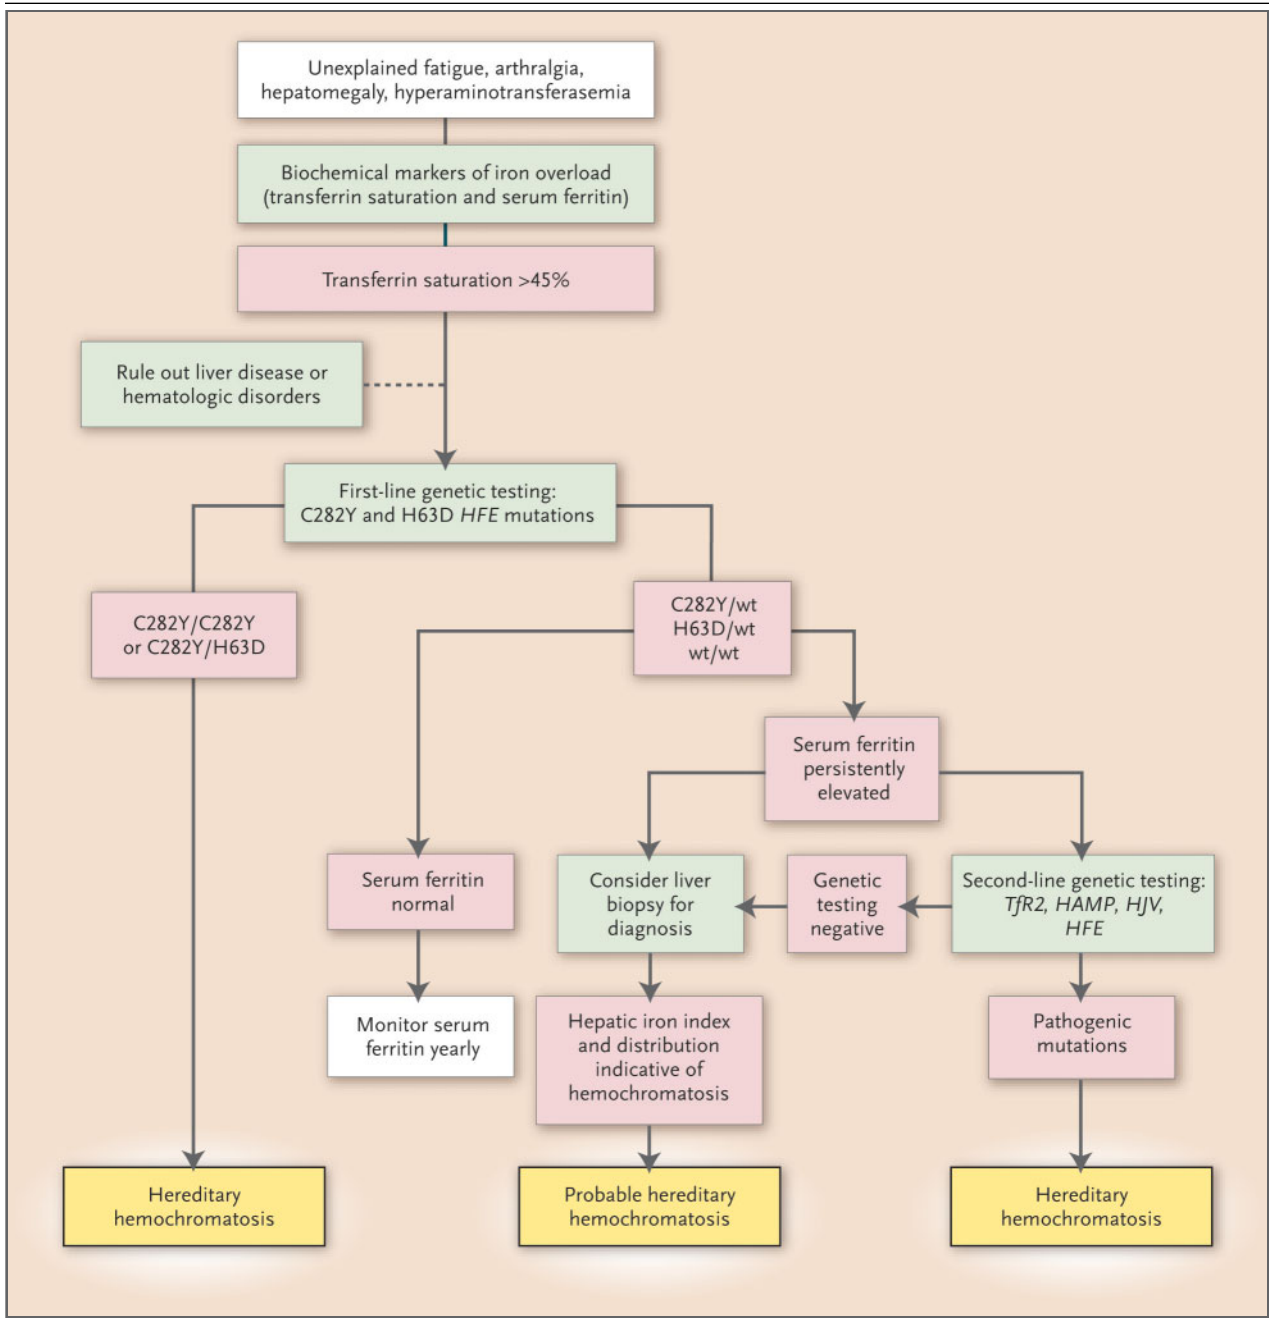 Unexplained fatigue, arthralgia,
hepatomegaly, hyperaminotransferasemia
Biochemical markers of iron overload
(transferrin saturation and serum ferritin)
Transferrin saturation >45%
Rule out liver disease or
hematologic disorders
First-line genetic testing:
C282Y and H63D HFE mutations
C282Y/C282Y
or C282Y/H63D
C282Y/wt
H63D/wt
wt/wt
Serum ferritin
persistently
elevated
Serum ferritin
normal
Consider liver
biopsy for
diagnosis
Genetic
testing
negative
Second-line genetic testing:
TfR2, HAMP, HJV,
HFE
Monitor serum
ferritin yearly
Hepatic iron index
and distribution
indicative of
hemochromatosis
Pathogenic
mutations
Hereditary
hemochromatosis
Probable hereditary
hemochromatosis
Hereditary
hemochromatosis